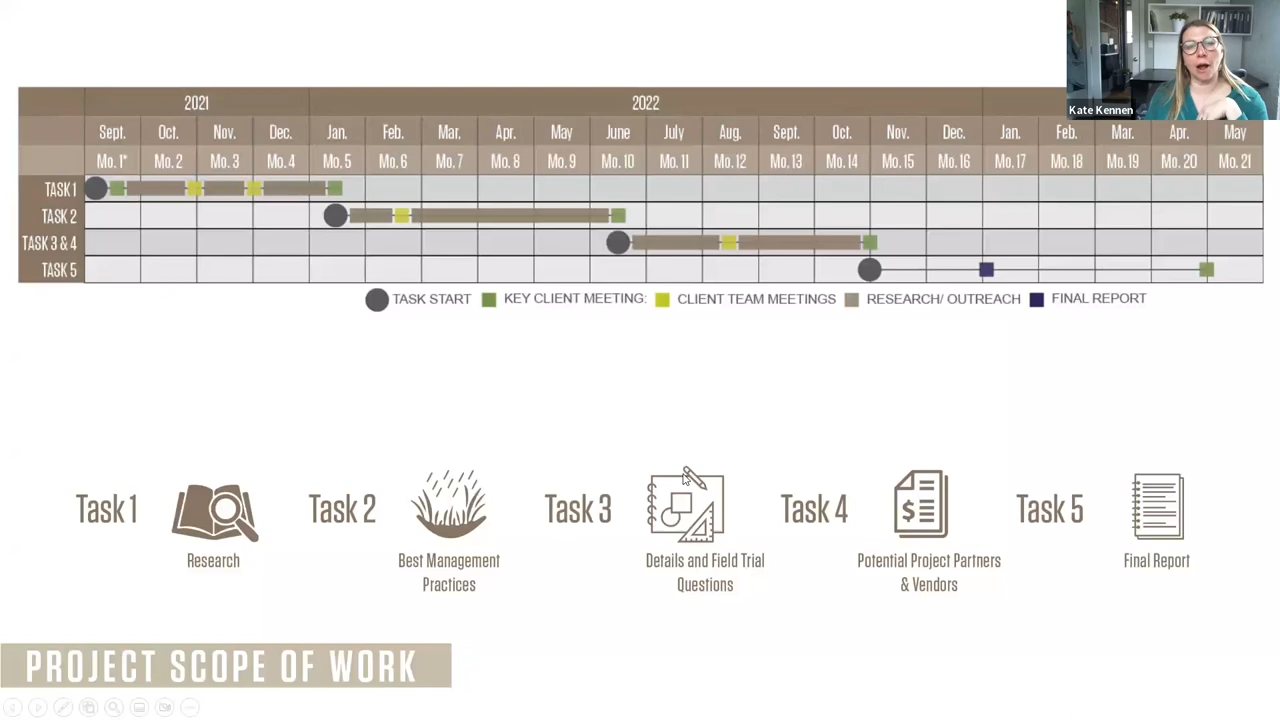 Kate Kennen
2021 2022
Sept. Oct. Nov. Dec. Jan. Feb. Mar. Apr. May June July Aug. Sept. Oct. Nov. Dec. Jan. Feb. Mar. Apr. May
Mo. 1* Mo. 2 Mo. 3 Mo. 4 Mo. 5 Mo. 6 Mo. 7 Mo. 8 Mo. 9 Mo. 10 Mo. 11 Mo. 12 Mo. 13 Mo. 14 Mo. 15 Mo. 16 Mo. 17 Mo. 18 Mo. 19 Mo. 20 Mo. 21
TASK 1
TASK 2
TASK 3 & 4
TASK 5
TASK START KEY CLIENT MEETING: CLIENT TEAM MEETINGS RESEARCH/ OUTREACH FINAL REPORT
Task 1
Research
Task 2
Best Management
Practices
Task 3
Details and Field Trial
Questions
Task 4
$
Potential Project Partners
& Vendors
Task 5
Final Report
PROJECT SCOPE OF WORK